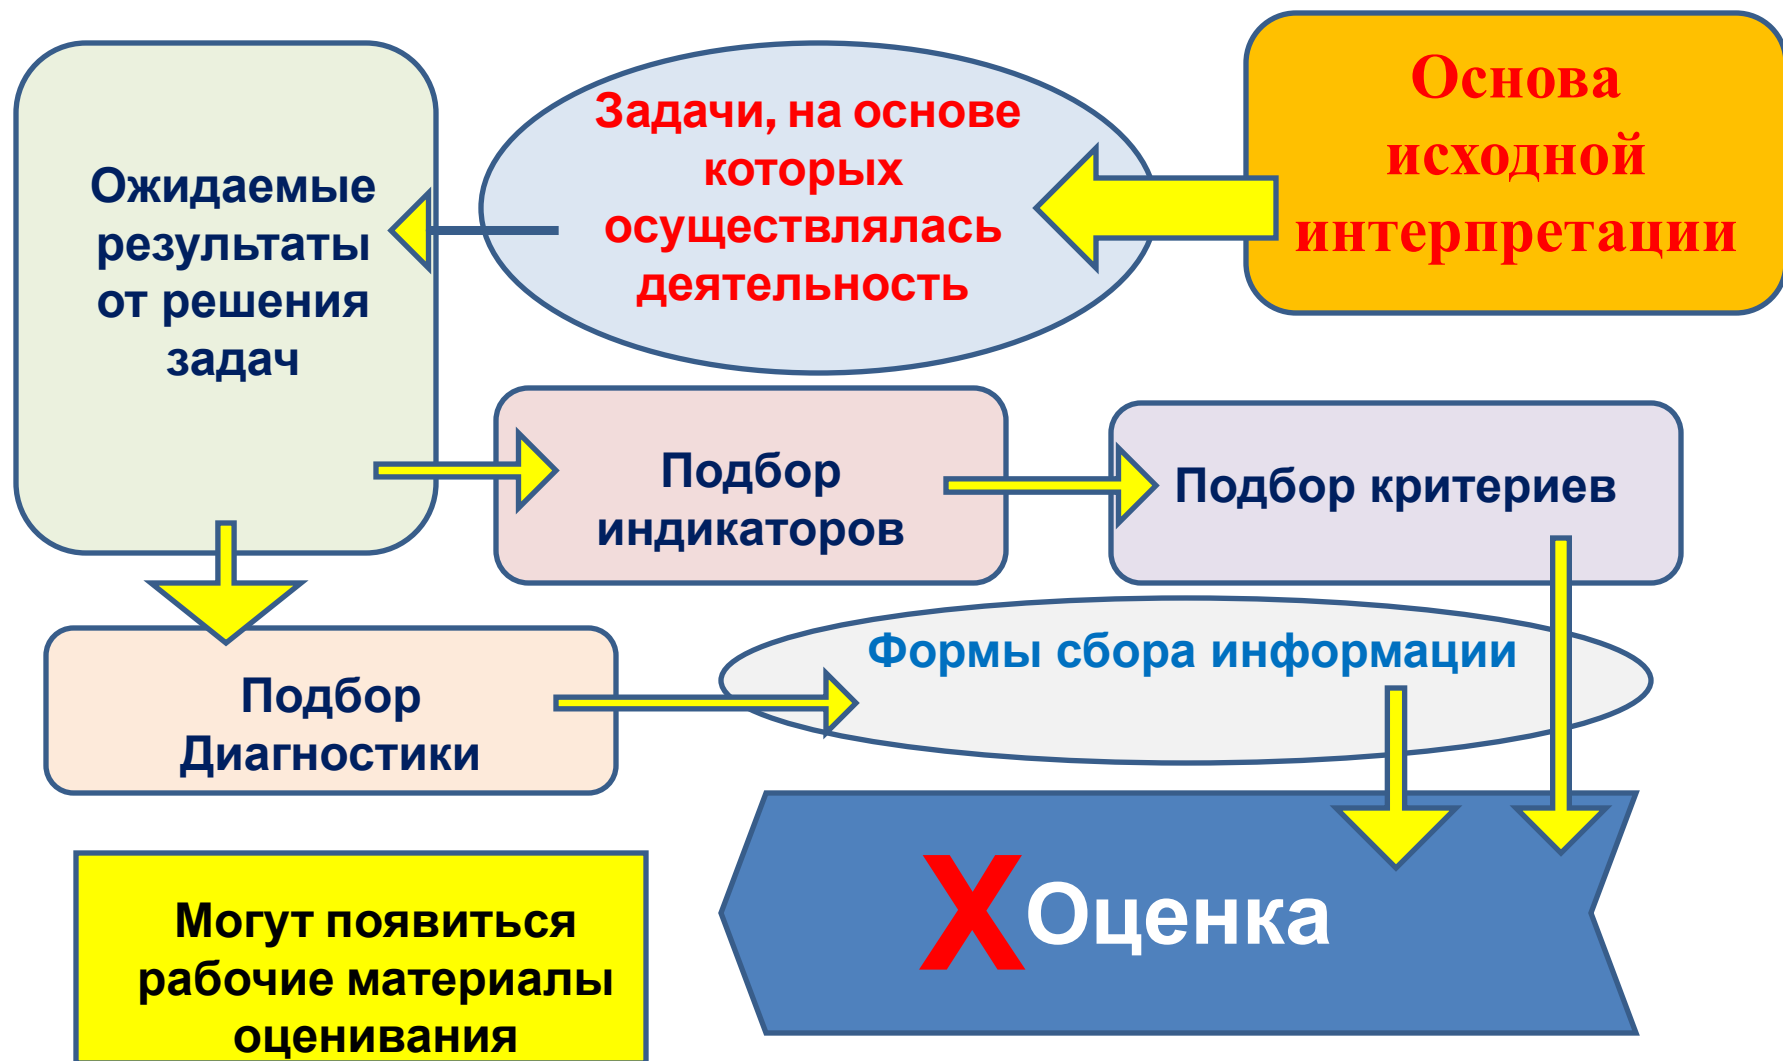 Ожидаемые
результаты
от решения
задач
Задачи, на основе
которых
осуществлялась
деятельность
Основа
исходной
интерпретации
Подбор
индикаторов
Подбор критериев
Подбор
Диагностики
Формы сбора информации
Могут появиться
рабочие материалы
оценивания
Х Оценка